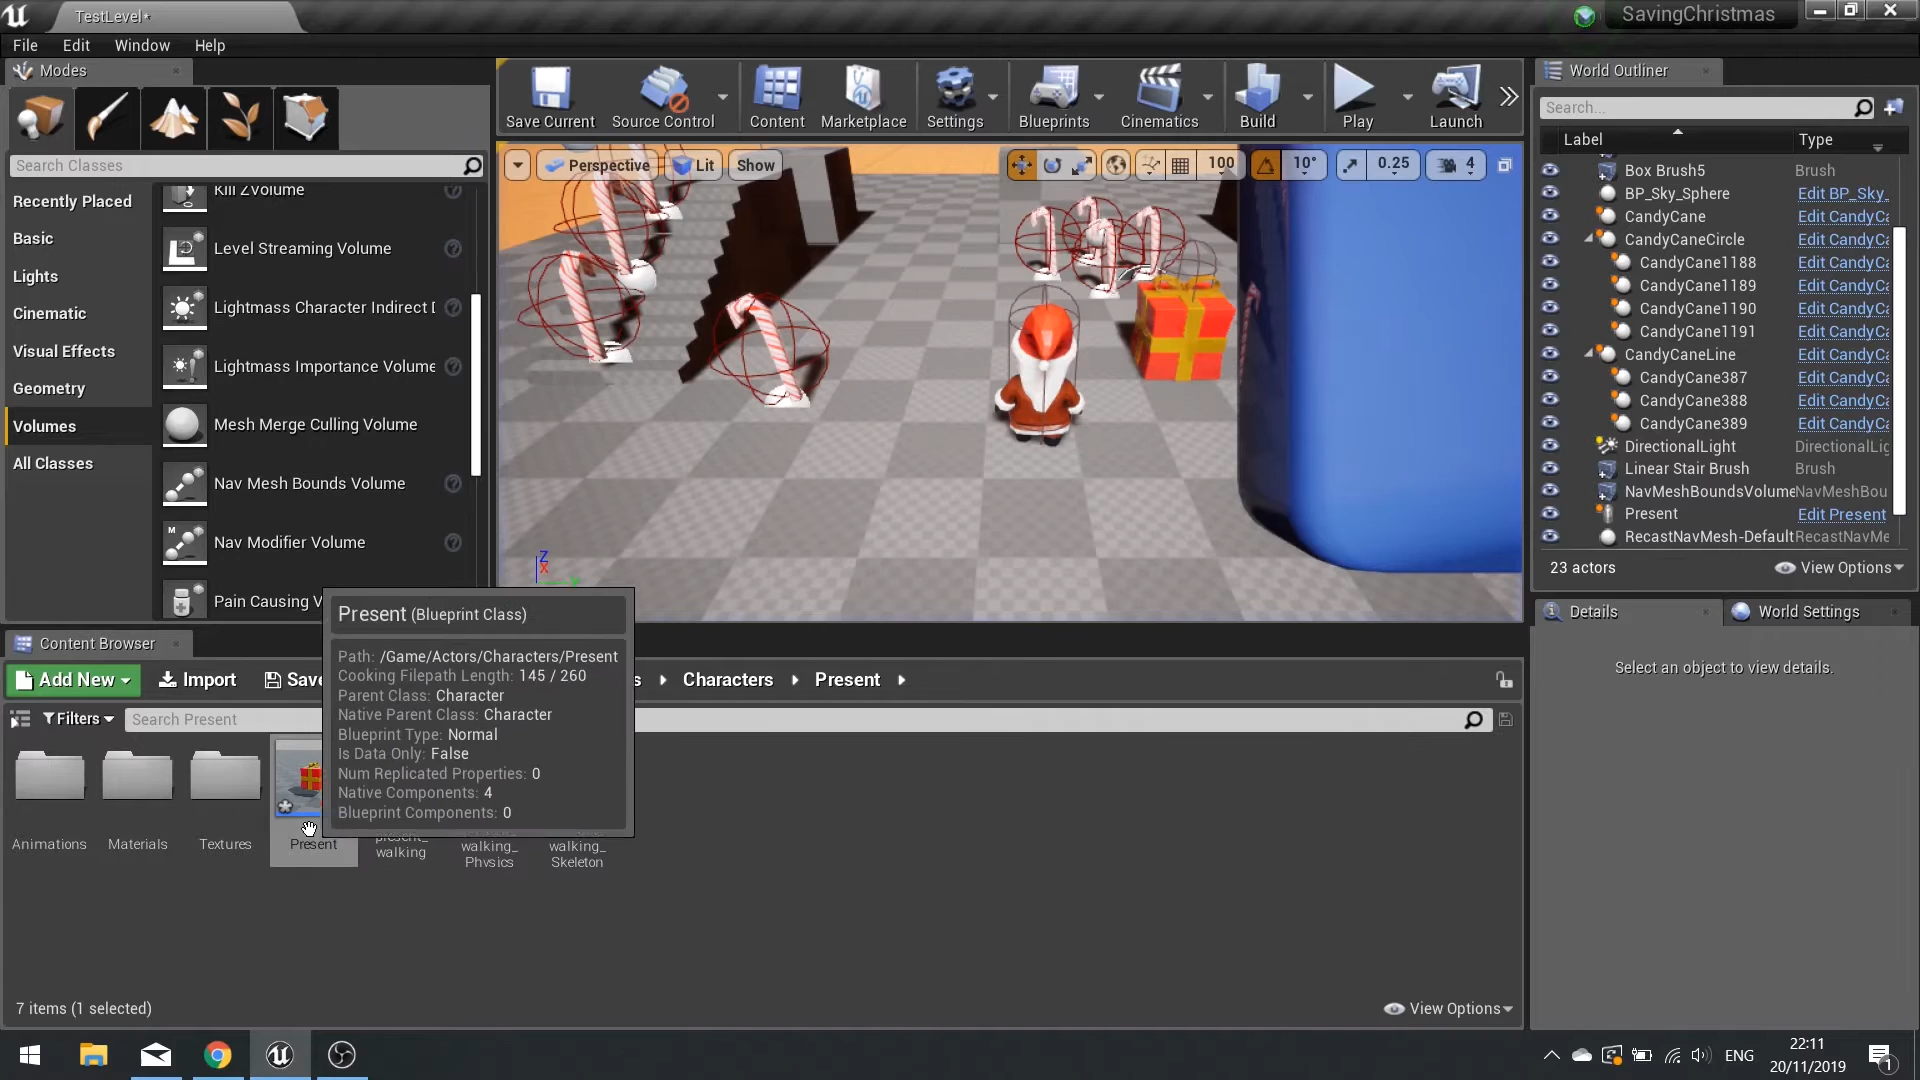 TestLevel*
SavingChristmas
File
Edit
Window
Help
Modes
Search Classes
Recently Placed
Basic
Lights
Cinematic
Visual Effects
Geometry
Volumes
All Classes
Kill ZVolume
Level Streaming Volume
Lightmass Character Indirect D
Lightmass Importance Volume
Mesh Merge Culling Volume
Nav Mesh Bounds Volume
M
Nav Modifier Volume
Pain Causing V
Save Current
Source Control
Content
Marketplace
Settings
Blueprints
Cinematics
Build
Play
Launch
Perspective
Lit
Show
100
10°
0.25
4
Z
X
Y
World Outliner
Search...
Label
Type
Box Brush5
Brush
BP_Sky_Sphere
Edit BP_Sky_
CandyCane
Edit CandyCa
CandyCaneCircle
Edit CandyCa
CandyCane1188
Edit CandyCa
CandyCane1189
Edit CandyCa
CandyCane1190
Edit CandyCa
CandyCane1191
Edit CandyCa
CandyCaneLine
Edit CandyCa
CandyCane387
Edit CandyCa
CandyCane388
Edit CandyCa
CandyCane389
Edit CandyCa
DirectionalLight
DirectionalLig
Linear Stair Brush
Brush
NavMeshBoundsVolume
NavMeshBou
Present
Edit Present
RecastNavMesh-Default
RecastNavMe
23 actors
View Options
Details
World Settings
Select an object to view details.
Content Browser
Add New
Import
Save
s
Characters
Present
Filters
Search Present
Present (Blueprint Class)
Path: /Game/Actors/Characters/Present
Cooking Filepath Length: 145 / 260
Parent Class: Character
Native Parent Class: Character
Blueprint Type: Normal
Is Data Only: False
Num Replicated Properties: 0
Native Components: 4
Blueprint Components: 0
Animations
Materials
Textures
Present
present_
walking
walking_
Physics
walking_
Skeleton
7 items (1 selected)
View Options
ENG
22:11
20/11/2019
1